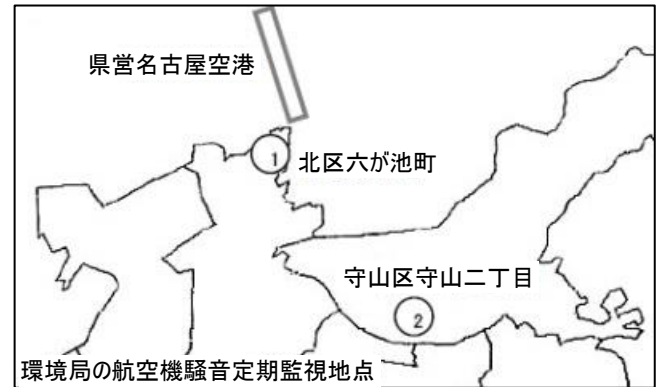 県営名古屋空港
1
北区六が池町
守山区守山二丁目
2
環境局の航空機騒音定期監視地点